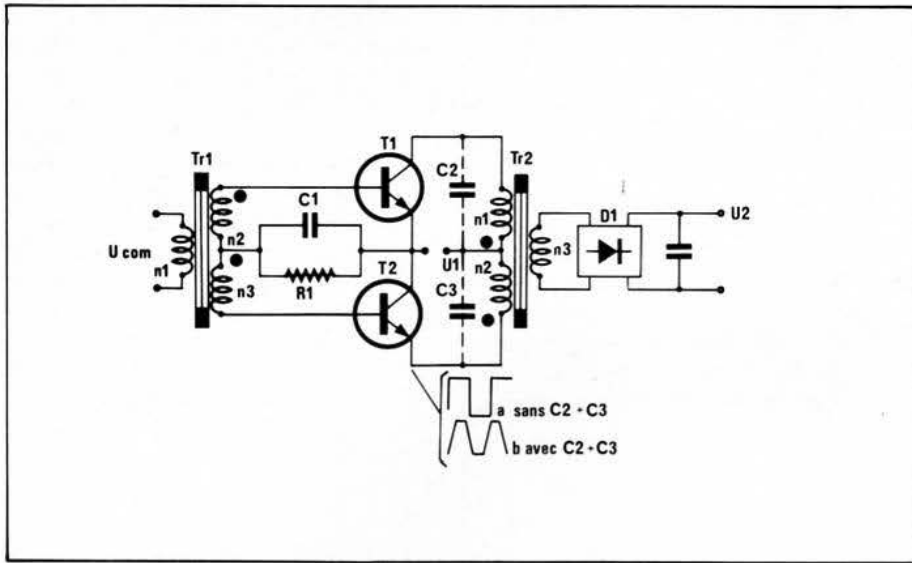 T1
Tr1
C1
C2
Tr2
n1
D1
U2
n2
U com
U1
n3
n1
T2
n2
n3
R1
C3
a sans C2 + C3
b avec C2 + C3